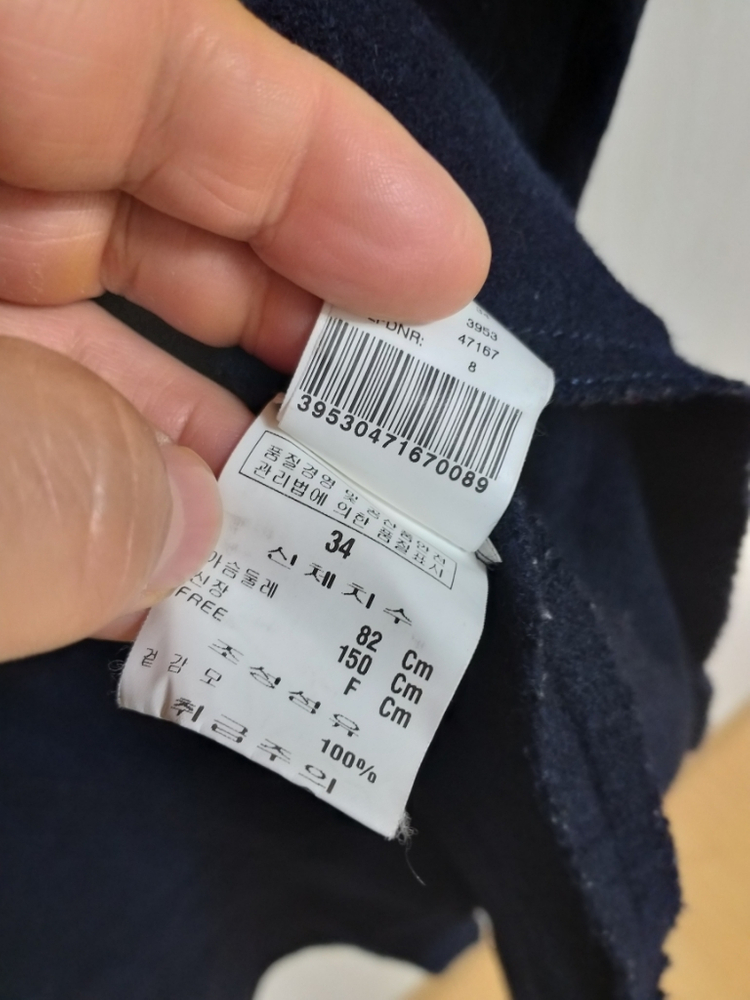 3953
47167
8
39530471670089
품질경영 및 공산품안전
관리법에 의한 품질표시
34
신체치수
가슴둘레 82 Cm
신장 150 Cm
FREE F Cm
조성섬유
겉감 모 100%
취급주의